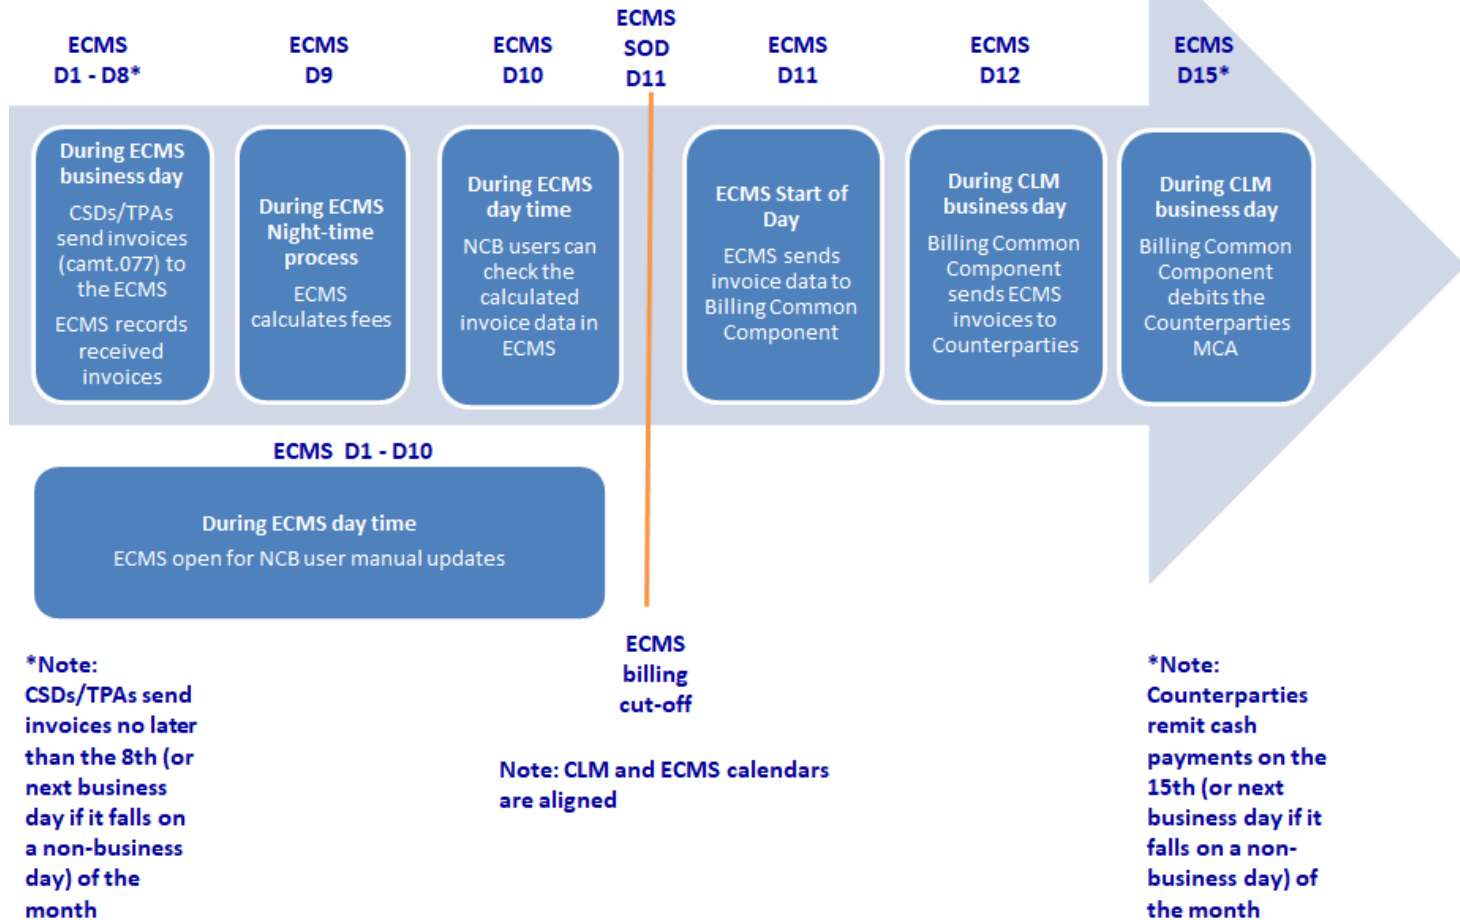 ECMS
D1 - D8*
ECMS
D9
ECMS
D10
ECMS
SOD
D11
ECMS
D11
ECMS
D12
ECMS
D15*
During ECMS
business day
CSDs/TPAs
send invoices
(camt.077) to
the ECMS
ECMS records
received
invoices
During ECMS
Night-time
process
ECMS
calculates fees
During ECMS
day time
NCB users can
check the
calculated
invoice data in
ECMS
ECMS Start of
Day
ECMS sends
invoice data to
Billing Common
Component
During CLM
business day
Billing Common
Component
sends ECMS
invoices to
Counterparties
During CLM
business day
Billing Common
Component
debits the
Counterparties
MCA
ECMS D1 - D10
During ECMS day time
ECMS open for NCB user manual updates
ECMS
billing
cut-off
*Note:
CSDs/TPAs send
invoices no later
than the 8th (or
next business
day if it falls on
a non-business
day) of the
month
Note: CLM and ECMS calendars
are aligned
*Note:
Counterparties
remit cash
payments on the
15th (or next
business day if it
falls on a non-
business day) of
the month